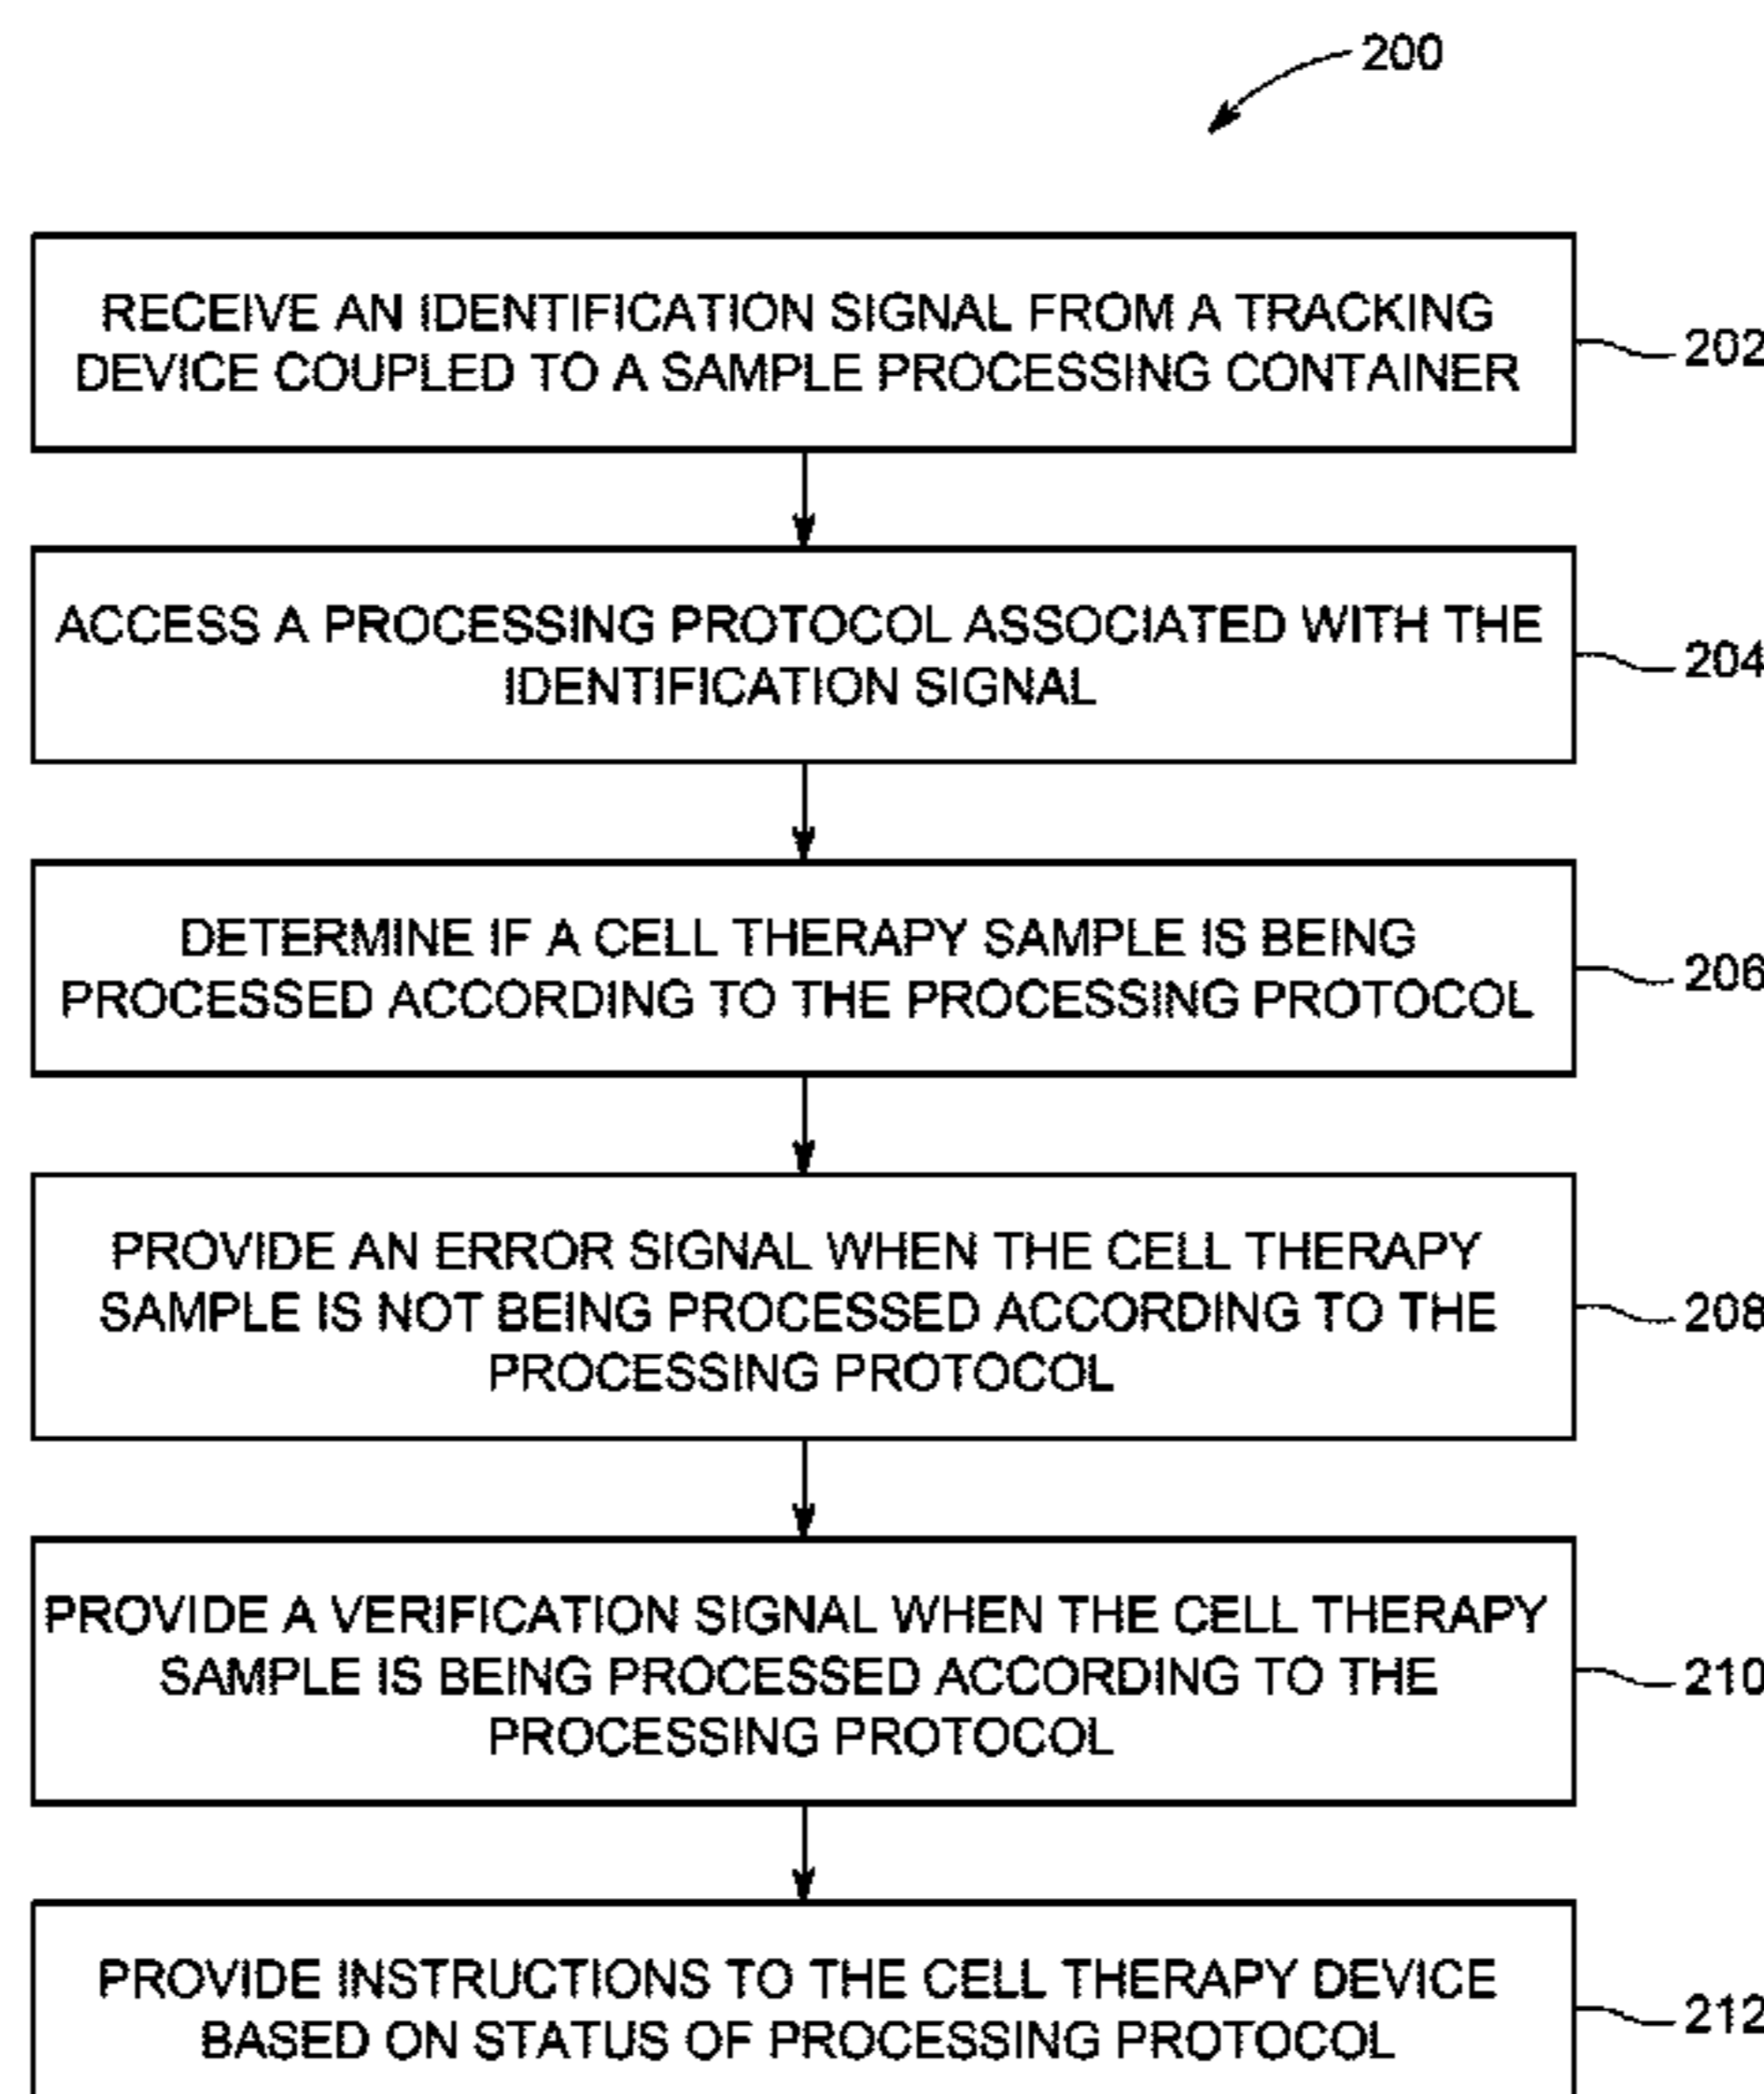 200
RECEIVE AN IDENTIFICATION SIGNAL FROM A TRACKING
DEVICE COUPLED TO A SAMPLE PROCESSING CONTAINER
202
ACCESS A PROCESSING PROTOCOL ASSOCIATED WITH THE
IDENTIFICATION SIGNAL
204
DETERMINE IF A CELL THERAPY SAMPLE IS BEING
PROCESSED ACCORDING TO THE PROCESSING PROTOCOL
206
PROVIDE AN ERROR SIGNAL WHEN THE CELL THERAPY
SAMPLE IS NOT BEING PROCESSED ACCORDING TO THE
PROCESSING PROTOCOL
208
PROVIDE A VERIFICATION SIGNAL WHEN THE CELL THERAPY
SAMPLE IS BEING PROCESSED ACCORDING TO THE
PROCESSING PROTOCOL
210
PROVIDE INSTRUCTIONS TO THE CELL THERAPY DEVICE
BASED ON STATUS OF PROCESSING PROTOCOL
212